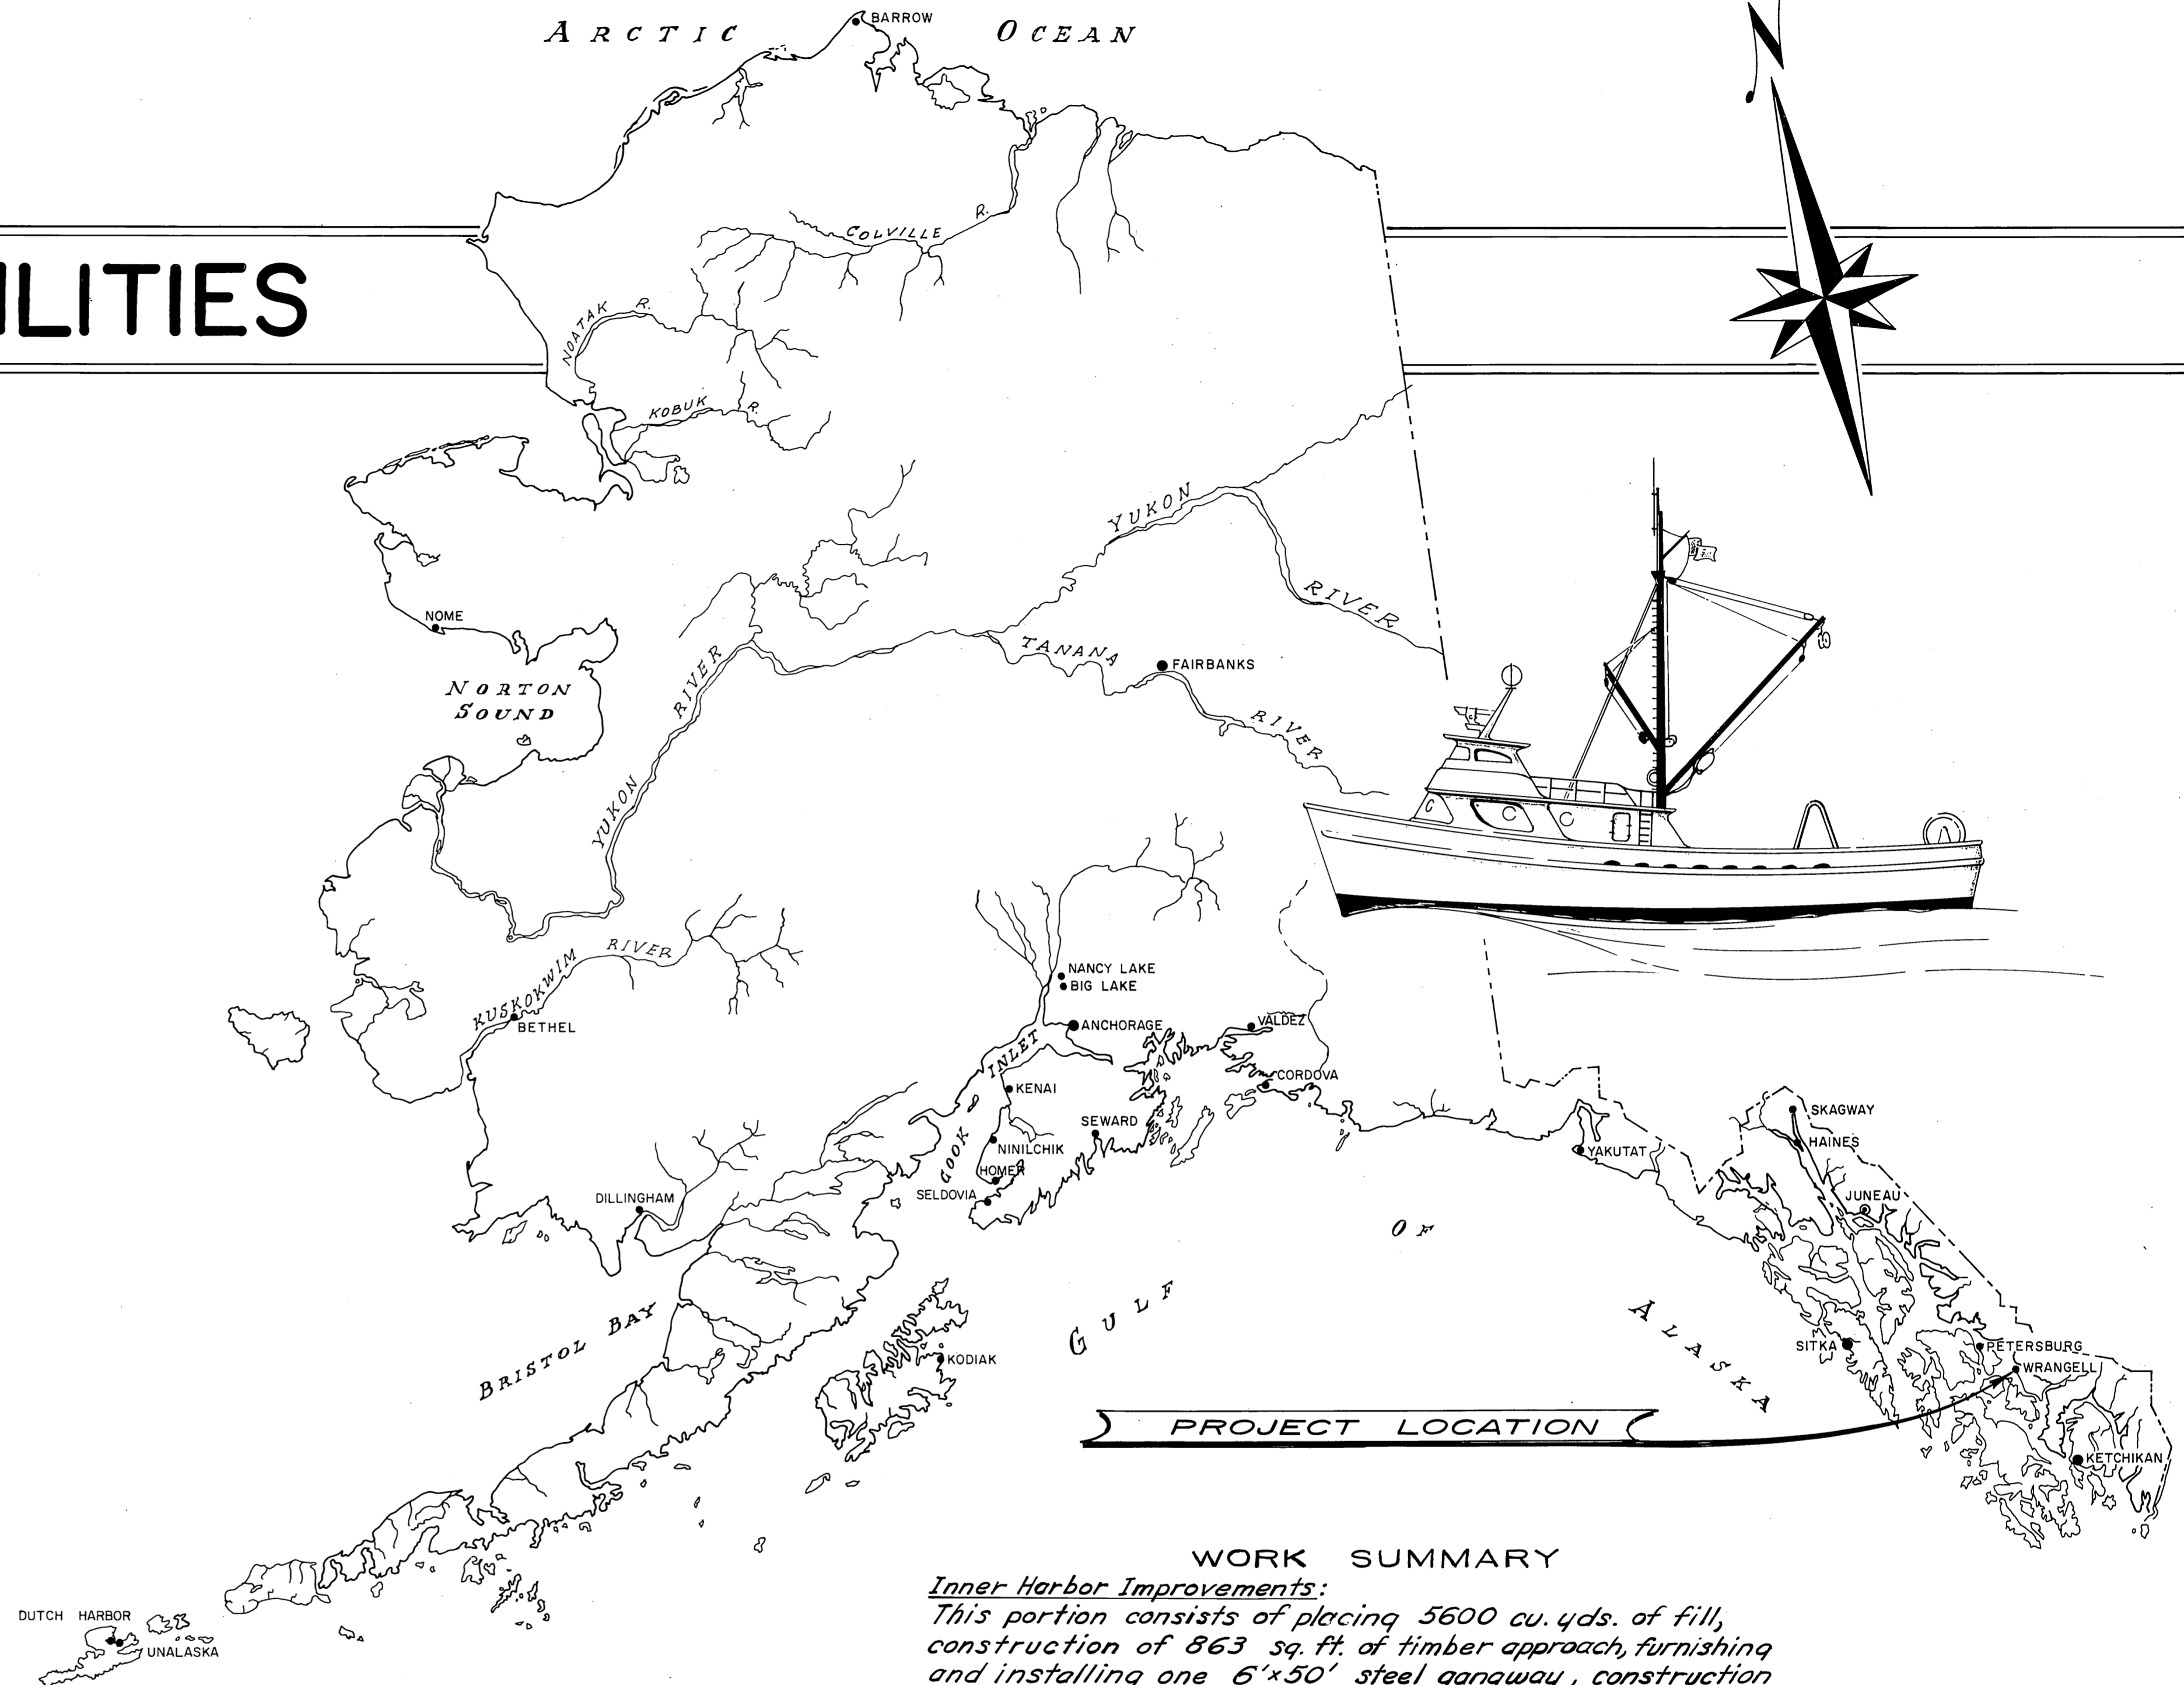 ARCTIC OCEAN
BARROW
N
COLVILLE R.
ILITIES
NOATAK R.
KOBUK R.
YUKON
RIVER
NOME
TANANA
FAIRBANKS
RIVER
NORTON
SOUND
YUKON RIVER
KUSKOKWIM RIVER
BETHEL
NANCY LAKE
BIG LAKE
ANCHORAGE
VALDEZ
COOK INLET
CORDOVA
KENAI
SEWARD
NINILCHIK
HOMER
SELDOVIA
DILLINGHAM
YAKUTAT
SKAGWAY
HAINES
JUNEAU
GULF OF ALASKA
BRISTOL BAY
KODIAK
SITKA
PETERSBURG
WRANGELL
PROJECT LOCATION
KETCHIKAN
DUTCH HARBOR
UNALASKA
WORK SUMMARY
Inner Harbor Improvements:
This portion consists of placing 5600 cu. yds. of fill,
construction of 863 sq. ft. of timber approach, furnishing
and installing one 6'x50' steel gangway, construction